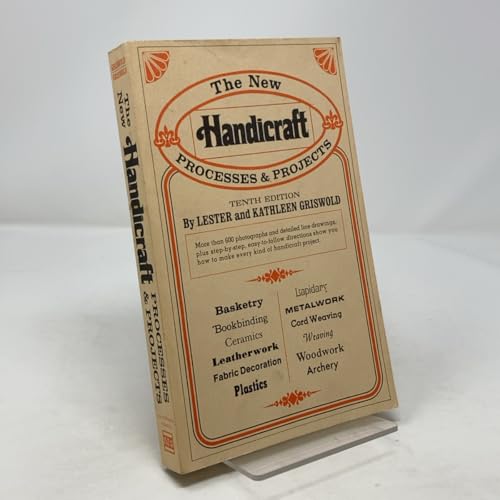 The New
Handicraft
PROCESSES & PROJECTS
TENTH EDITION
By LESTER and KATHLEEN GRISWOLD
More than 600 photographs and detailed line drawings,
plus step-by-step, easy-to-follow directions show you
how to make every kind of handicraft project
Basketry
Bookbinding
Ceramics
Leatherwork
Fabric Decoration
Plastics
Lapidary
METALWORK
Cord Weaving
Weaving
Woodwork
Archery
GRISWOLD
GRISWOLD
The New
Handicraft
PROCESSES
& PROJECTS